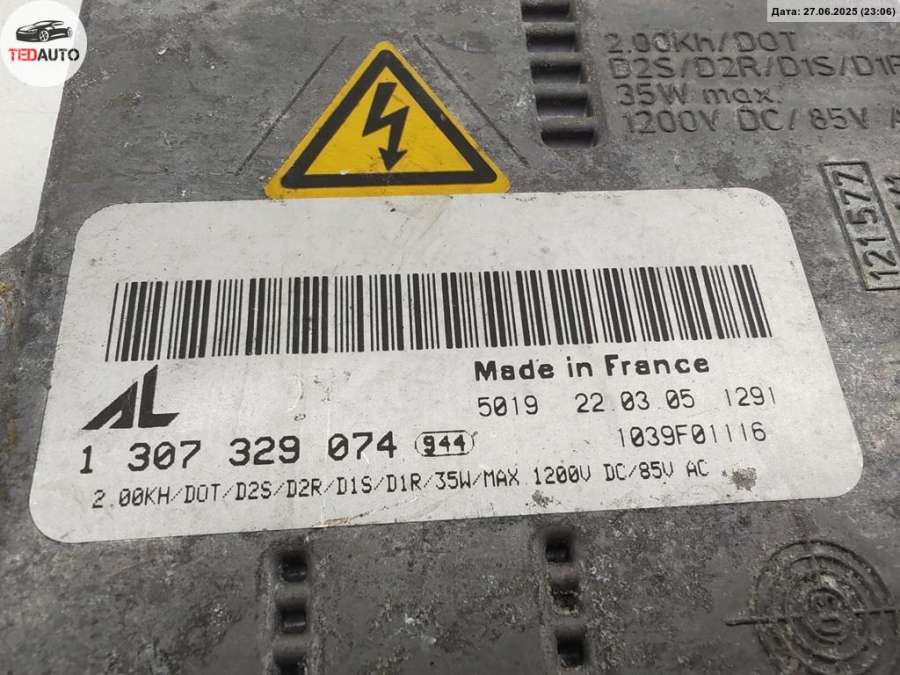 TEDAUTO
Дата: 27.06.2025 (23:06)
2.00Kh/DOT
D2S/D2R/D1S/D1R
35W max.
1200V DC/85V A
12157Z
Made in France
5019 22.03.05 1291
AL
1 307 329 074 944
1039F01116
2.00KH/DOT/D2S/D2R/D1S/D1R/35W/MAX 1200V DC/85V AC